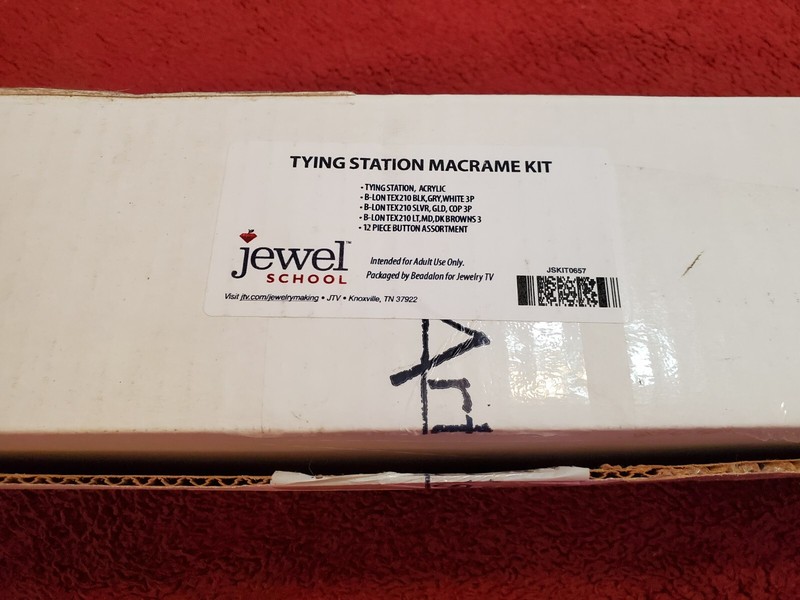 TYING STATION MACRAME KIT
• TYING STATION, ACRYLIC
• B-LON TEX210 BLK,GRY,WHITE 3P
• B-LON TEX210 SLVR, GLD, COP 3P
• B-LON TEX210 LT,MD,DK BROWNS 3
• 12 PIECE BUTTON ASSORTMENT
jewel™
SCHOOL
Intended for Adult Use Only.
Packaged by Beadalon for Jewelry TV
JSKIT0657
Visit jtv.com/jewelrymaking • JTV • Knoxville, TN 37922
Art